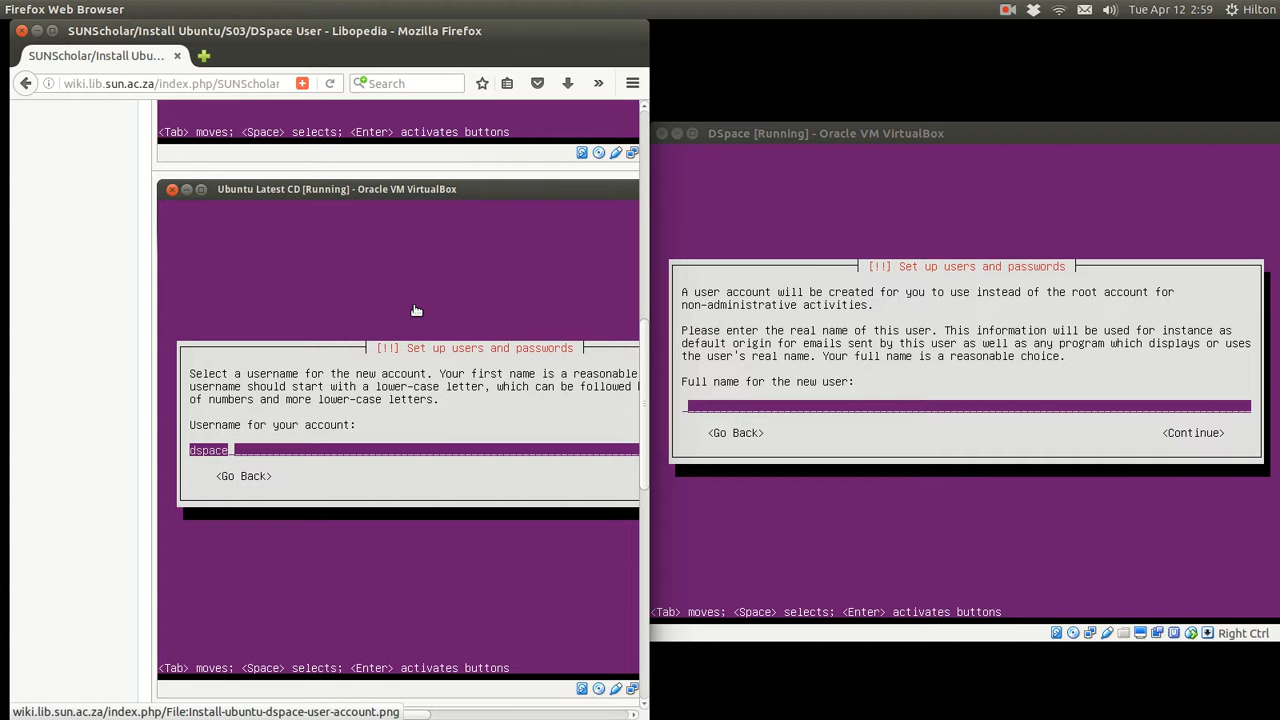 Firefox Web Browser
Tue Apr 12 2:59
Hilton
SUNScholar/Install Ubuntu/S03/DSpace User - Libopedia - Mozilla Firefox
SUNScholar/Install Ubu...
wiki.lib.sun.ac.za/index.php/SUNScholar
Search
<Tab> moves; <Space> selects; <Enter> activates buttons
Ubuntu Latest CD [Running] - Oracle VM VirtualBox
[!!] Set up users and passwords
Select a username for the new account. Your first name is a reasonable
username should start with a lower-case letter, which can be followed
of numbers and more lower-case letters.
Username for your account:
dspace
<Go Back>
<Tab> moves; <Space> selects; <Enter> activates buttons
wiki.lib.sun.ac.za/index.php/File:Install-ubuntu-dspace-user-account.png
DSpace [Running] - Oracle VM VirtualBox
[!!] Set up users and passwords
A user account will be created for you to use instead of the root account for
non-administrative activities.
Please enter the real name of this user. This information will be used for instance as
default origin for emails sent by this user as well as any program which displays or uses
the user's real name. Your full name is a reasonable choice.
Full name for the new user:
<Go Back>
<Continue>
<Tab> moves; <Space> selects; <Enter> activates buttons
Right Ctrl